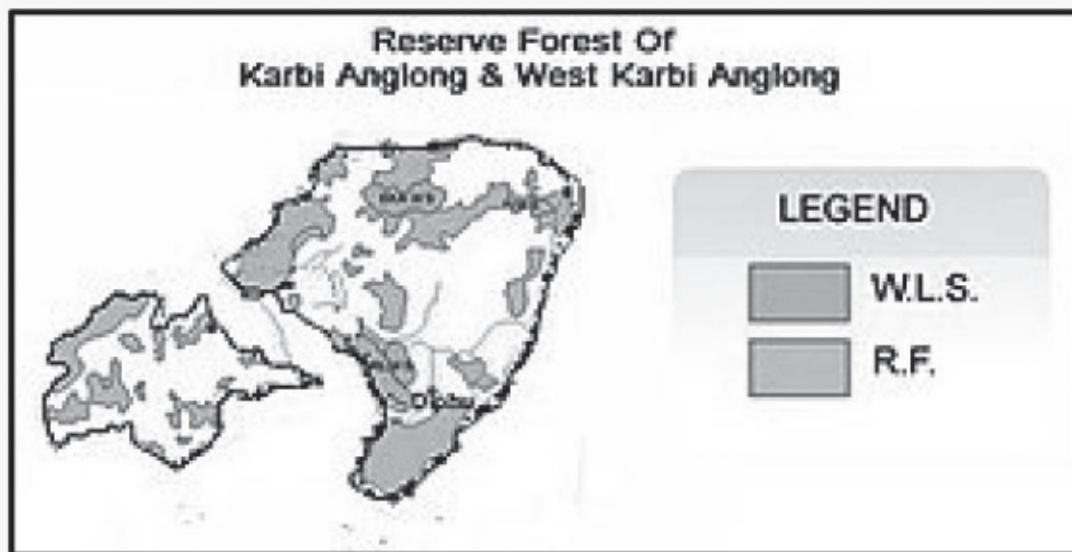 Reserve Forest Of
Karbi Anglong & West Karbi Anglong
LEGEND
W.L.S.
R.F.